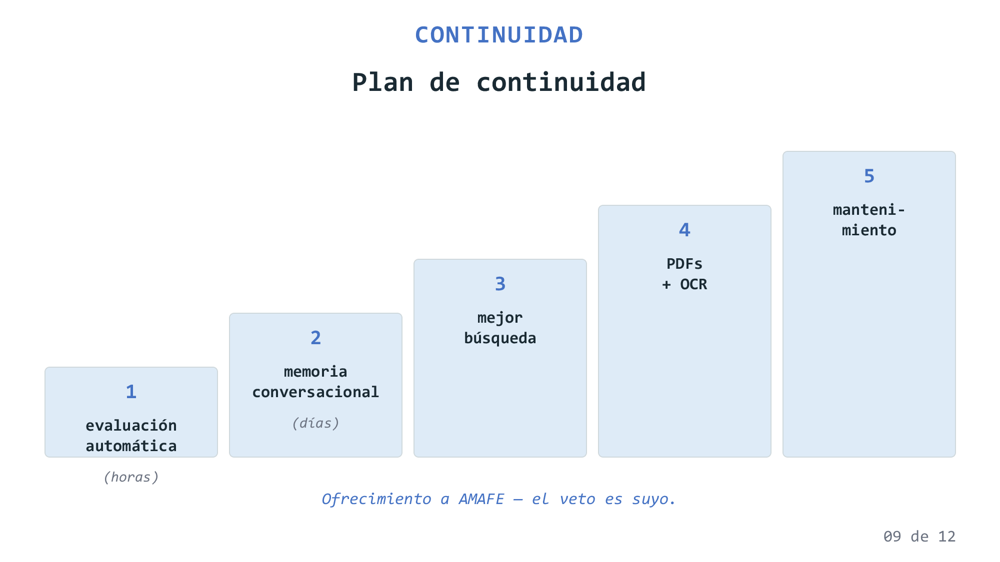 CONTINUIDAD
Plan de continuidad
1
evaluación
automática
(horas)
2
memoria
conversacional
(días)
3
mejor
búsqueda
4
PDFs
+ OCR
5
manteni-
miento
Ofrecimiento a AMAFE — el veto es suyo.
09 de 12